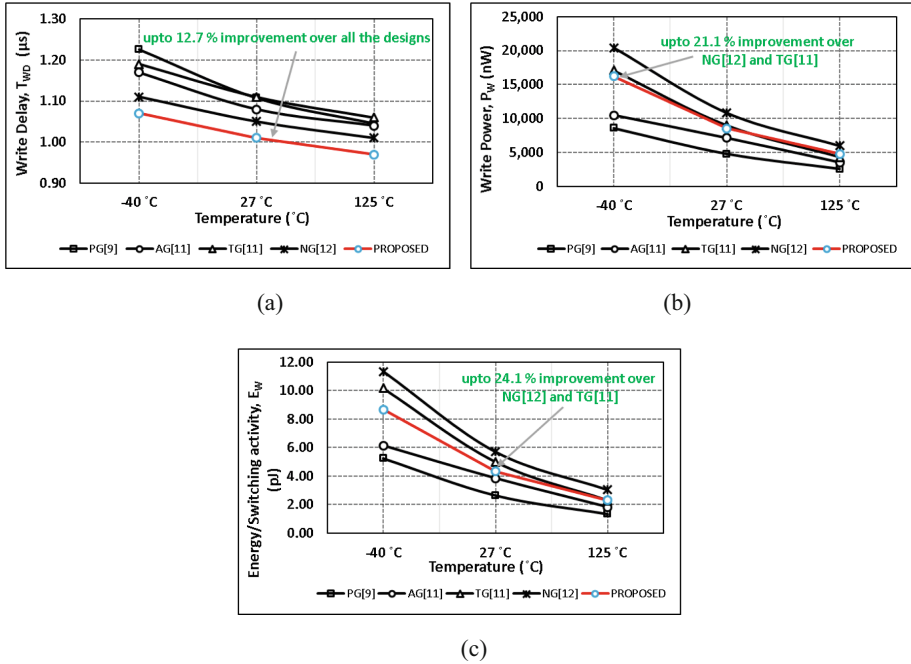 Write Delay, TWD (µs)
1.30
1.20
1.10
1.00
0.90
upto 12.7 % improvement over all the designs
-40 ˚C
27 ˚C
125 ˚C
Temperature (˚C)
PG[9] AG[11] TG[11] NG[12] PROPOSED
(a)
Write Power, PW (nW)
25,000
20,000
15,000
10,000
5,000
0
upto 21.1 % improvement over
NG[12] and TG[11]
-40 ˚C
27 ˚C
125 ˚C
Temperature (˚C)
PG[9] AG[11] TG[11] NG[12] PROPOSED
(b)
Energy/Switching activity, EW
(pJ)
12.00
10.00
8.00
6.00
4.00
2.00
0.00
upto 24.1 % improvement over
NG[12] and TG[11]
-40 ˚C
27 ˚C
125 ˚C
Temperature (˚C)
PG[9] AG[11] TG[11] NG[12] PROPOSED
(c)